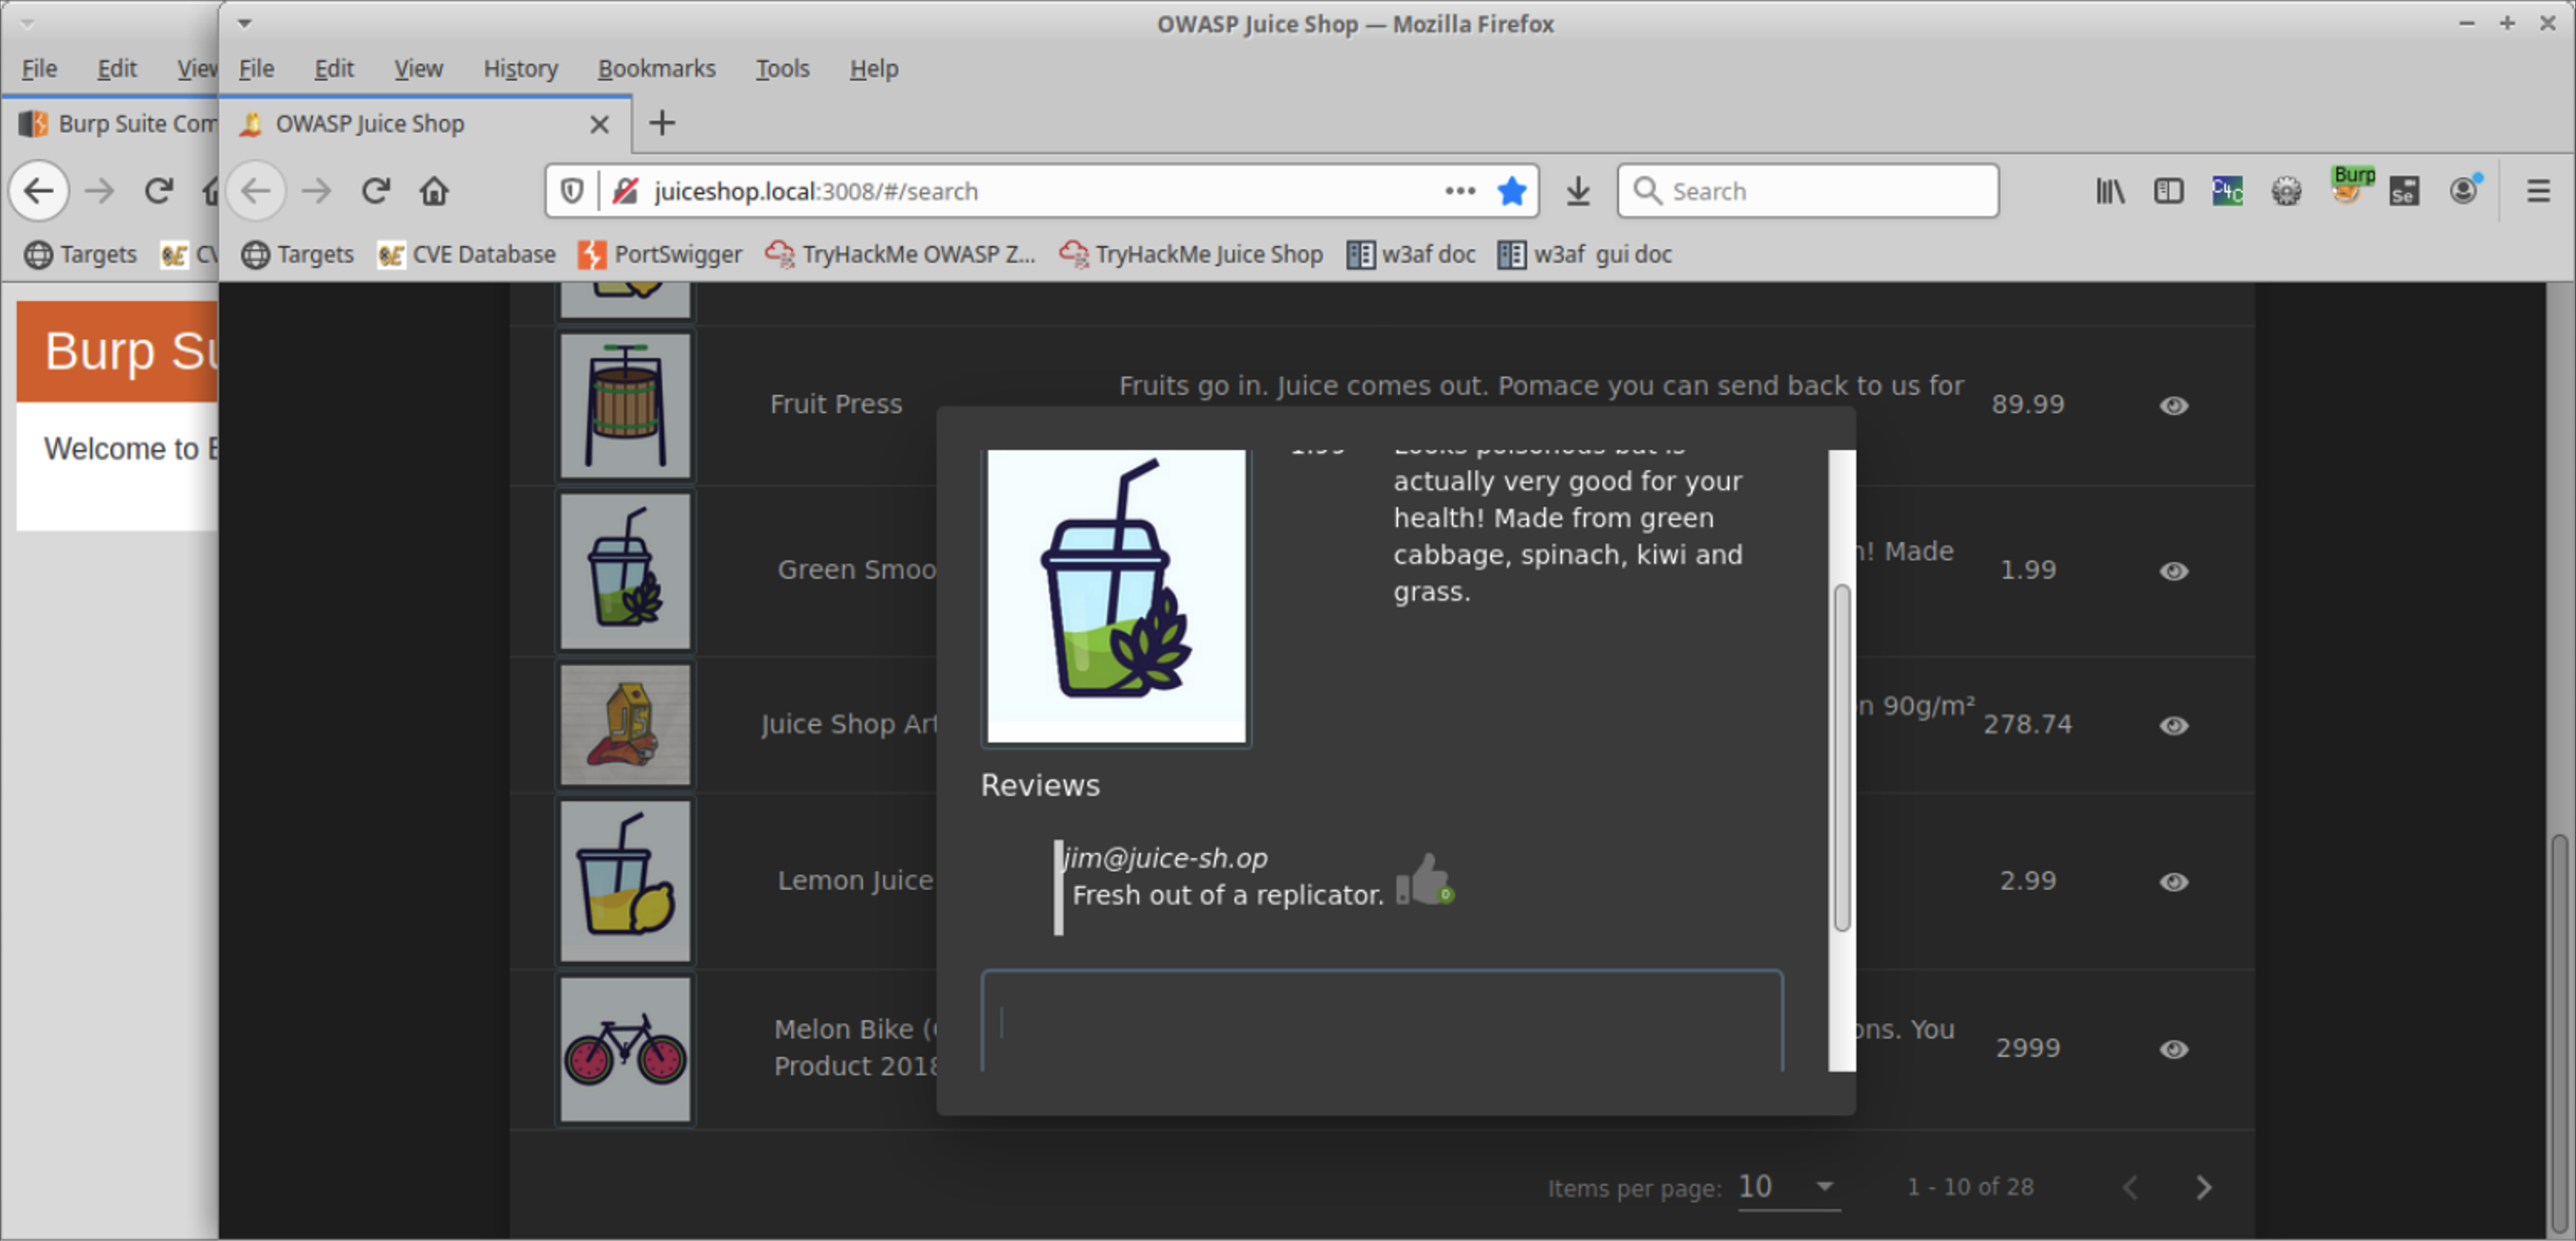 OWASP Juice Shop — Mozilla Firefox
File Edit View
File Edit View History Bookmarks Tools Help
Burp Suite Com
OWASP Juice Shop
juiceshop.local:3008/#/search
Search
Burp
C4C
Se
Targets
Targets CVE Database PortSwigger TryHackMe OWASP Z... TryHackMe Juice Shop w3af doc w3af gui doc
Burp Su
Welcome to
Fruit Press
Fruits go in. Juice comes out. Pomace you can send back to us for
89.99
Green Smoo
! Made
1.99
Juice Shop Art
90g/m²
278.74
Lemon Juice
2.99
Melon Bike (
Product 2018
ons. You
2999
1.99
Looks poisonous but is
actually very good for your
health! Made from green
cabbage, spinach, kiwi and
grass.
Reviews
jim@juice-sh.op
Fresh out of a replicator.
0
Items per page: 10
1 - 10 of 28